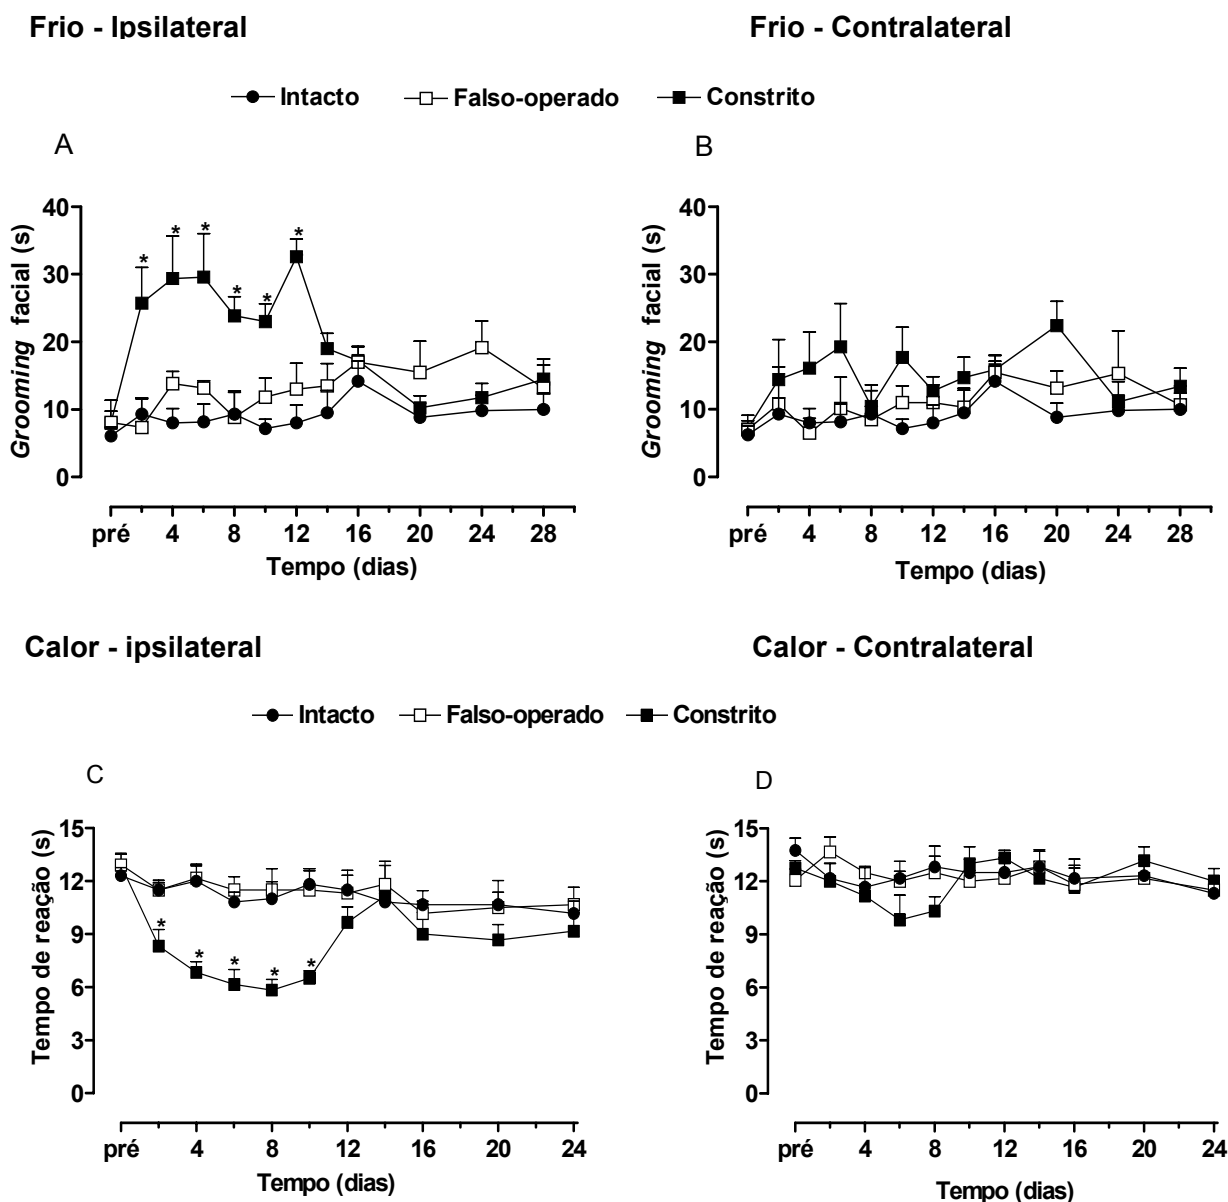 Frio - Ipsilateral
Frio - Contralateral
Intacto Falso-operado Constrito
A
B
Grooming facial (s)
40
30
20
10
0
* * * * * *
pré 4 8 12 16 20 24 28
Tempo (dias)
Grooming facial (s)
40
30
20
10
0
pré 4 8 12 16 20 24 28
Tempo (dias)
Calor - ipsilateral
Calor - Contralateral
Intacto Falso-operado Constrito
C
D
Tempo de reação (s)
15
12
9
6
3
0
* * * * *
pré 4 8 12 16 20 24
Tempo (dias)
Tempo de reação (s)
15
12
9
6
3
0
pré 4 8 12 16 20 24
Tempo (dias)